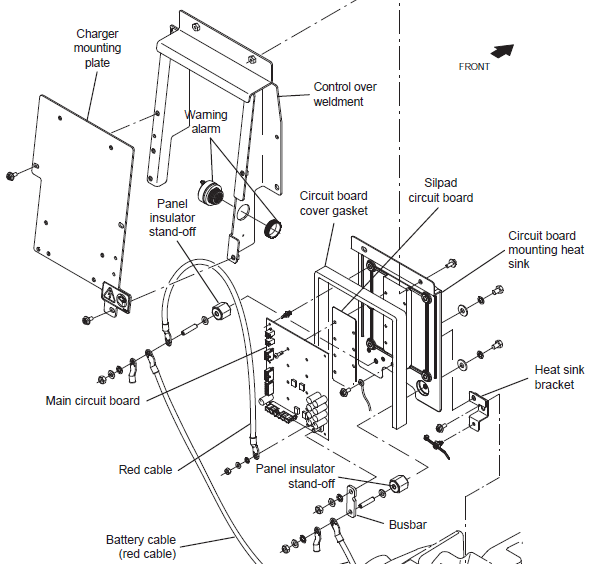 Charger
mounting
plate
FRONT
Control over
weldment
Warning
alarm
Silpad
circuit board
Circuit board
cover gasket
Panel
insulator
stand-off
Circuit board
mounting heat
sink
Heat sink
bracket
Main circuit board
Red cable
Panel insulator
stand-off
Busbar
Battery cable
(red cable)